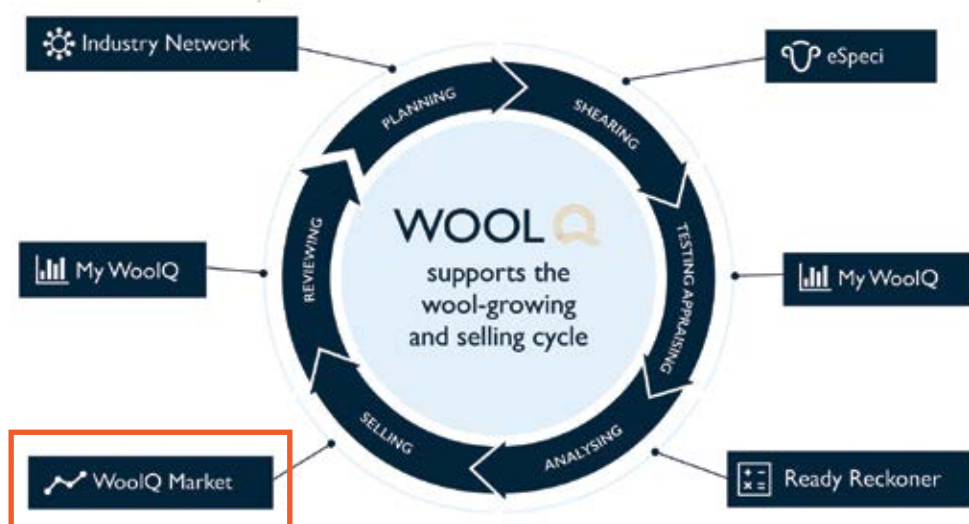 Industry Network
eSpeci
PLANNING
SHEARING
WOOL Q
supports the
wool-growing
and selling cycle
REVIEWING
TESTING APPRAISING
My WoolQ
My WoolQ
SELLING
ANALYSING
WoolQ Market
Ready Reckoner